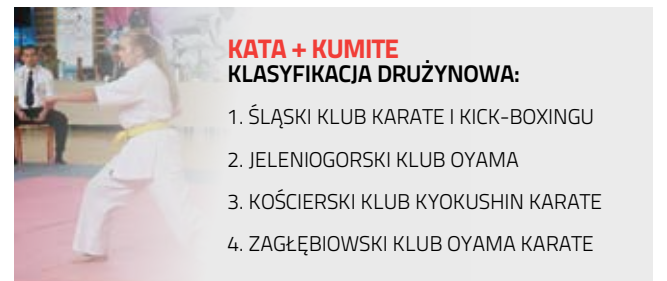 KATA + KUMITE
KLASYFIKACJA DRUŻYNOWA:
1. ŚLĄSKI KLUB KARATE I KICK-BOXINGU
2. JELENIOGORSKI KLUB OYAMA
3. KOŚCIERSKI KLUB KYOKUSHIN KARATE
4. ZAGŁĘBIOWSKI KLUB OYAMA KARATE